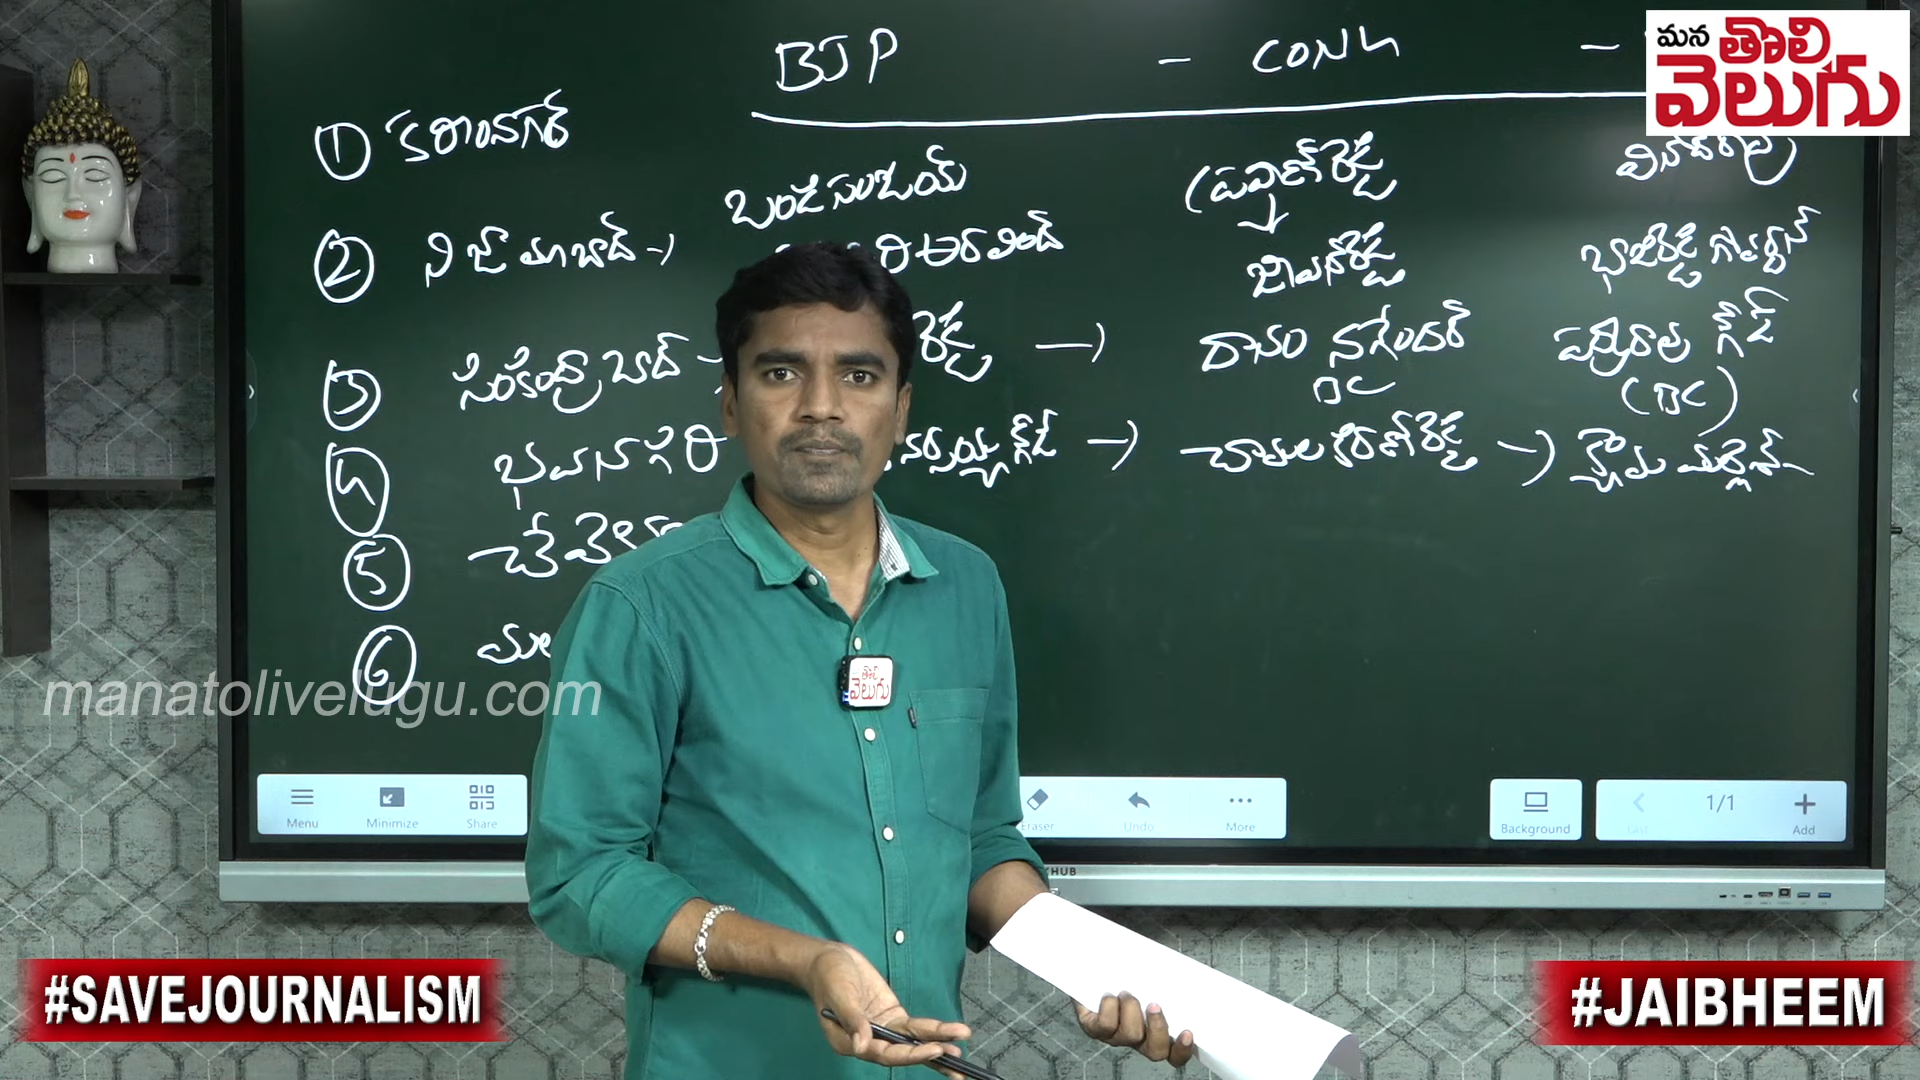 BJP - CONG -
మన
తొలి
వెలుగు
① కరీంనగర్ బండి సంజయ్ (ప్రవీణ్ రెడ్డి వినోద్ రావు
② నిజామాబాద్ → రి అరవింద్ జీవన్ రెడ్డి భాజిరెడ్డి గోవర్ధన్
③ సికింద్రాబాద్ → రెడ్డి → దానం నాగేందర్ పద్మారావు గౌడ్
BC (BC)
④ భువనగిరి నర్సయ్య గౌడ్ → చామల కిరణ్ రెడ్డి → క్యామ మల్లేష్
⑤ చేవెళ్ల
⑥ మల
manatolivelugu.com
తొలి
వెలుగు
Menu Minimize Share Eraser Undo More Background 1/1 Add
HUB
#SAVEJOURNALISM
#JAIBHEEM